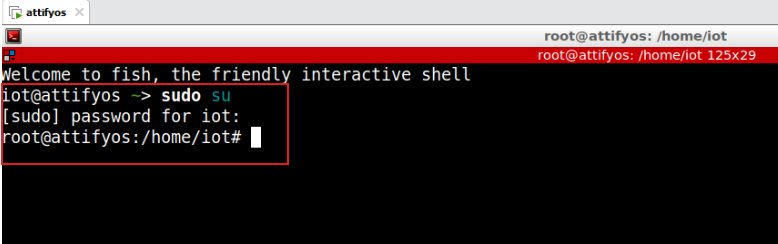 attifyos
root@attifyos: /home/iot
root@attifyos: /home/iot 125x29
Welcome to fish, the friendly interactive shell
iot@attifyos ~> sudo su
[sudo] password for iot:
root@attifyos:/home/iot#